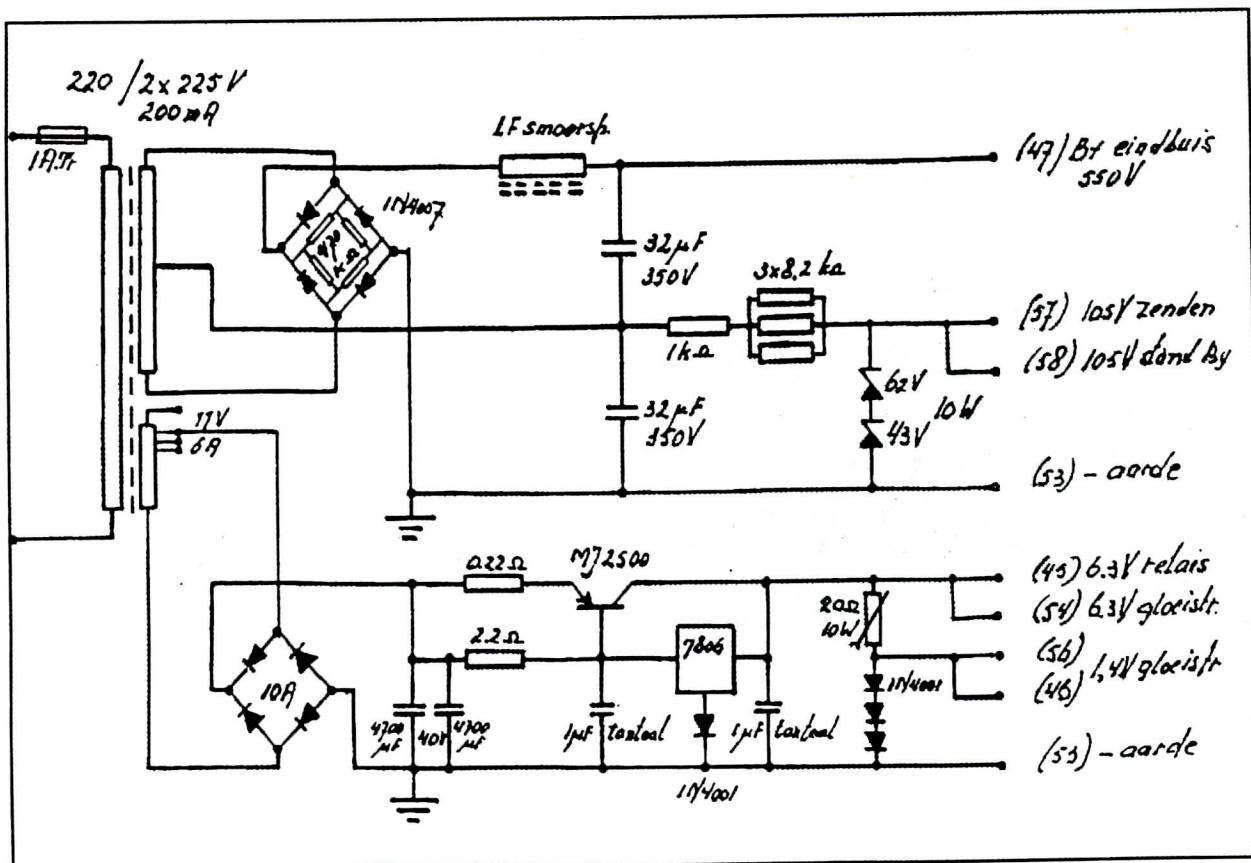 220 / 2x 225V
200mA
1A Tr
LF smoorsp.
(47) B+ eindbuis
550V
1N4007
470
kΩ
32µF
350V
3x8,2 kΩ
1kΩ
(57) 105V zenden
(58) 105V stand By
32µF
350V
62V
10W
43V
11V
6A
(53) - aarde
MJ2500
0.22Ω
(45) 6.3V relais
(54) 6.3V gloeistr.
20Ω
10W
2.2Ω
7806
(56)
(46) 1,4V gloeistr
1N4001
10A
4700
µF
40V
4700
µF
1µF tantaal
1µF tantaal
(53) - aarde
1N4001